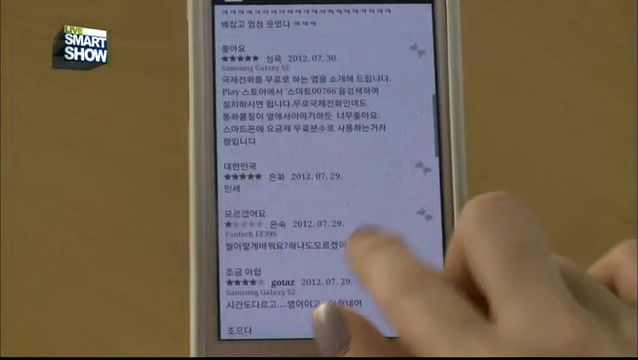 LIVE
SMART
SHOW
ㅋㅋㅋㅋㅋㅋㅋㅋㅋㅋㅋㅋㅋㅋㅋㅋㅋㅋㅋㅋㅋㅋㅋㅋ
배잡고 엄청 웃었다 ㅋㅋㅋ
좋아요
★★★★★ 성욱 2012. 07. 30.
Samsung Galaxy S2
국제전화를 무료로 하는 앱을 소개해 드립니다.
Play 스토어에서 '스마트00766'을검색하여
설치하시면 됩니다.무료국제전화인데도
통화품질이 옆에서이야기하듯 너무좋아요.
스마트폰에 요금제 무료분수로 사용하는거라
짱입니다
대한민국
★★★★★ 은화 2012. 07. 29.
만세
모르겠어요
★★★★★ 은숙 2012. 07. 29.
Pantech
뭘어떻게바꿔요?하나도모르겠
조금 아쉽
★★★★★ gotaz 2012. 07. 29.
Samsung Galaxy S2
시간도다르고....영어이고
조으다